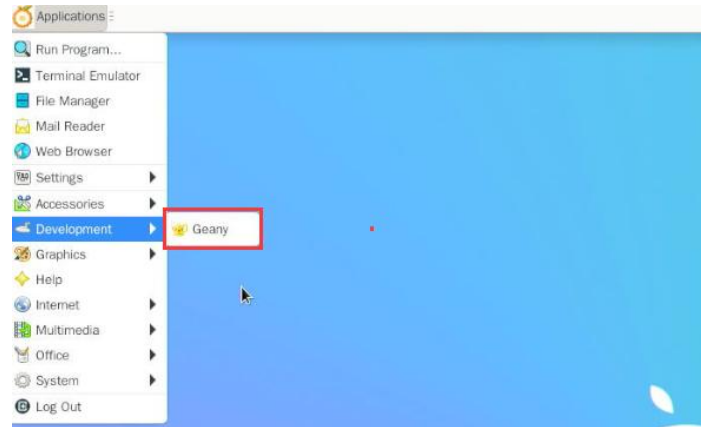 Applications
Run Program...
Terminal Emulator
File Manager
Mail Reader
Web Browser
Settings
Accessories
Development
Geany
Graphics
Help
Internet
Multimedia
Office
System
Log Out